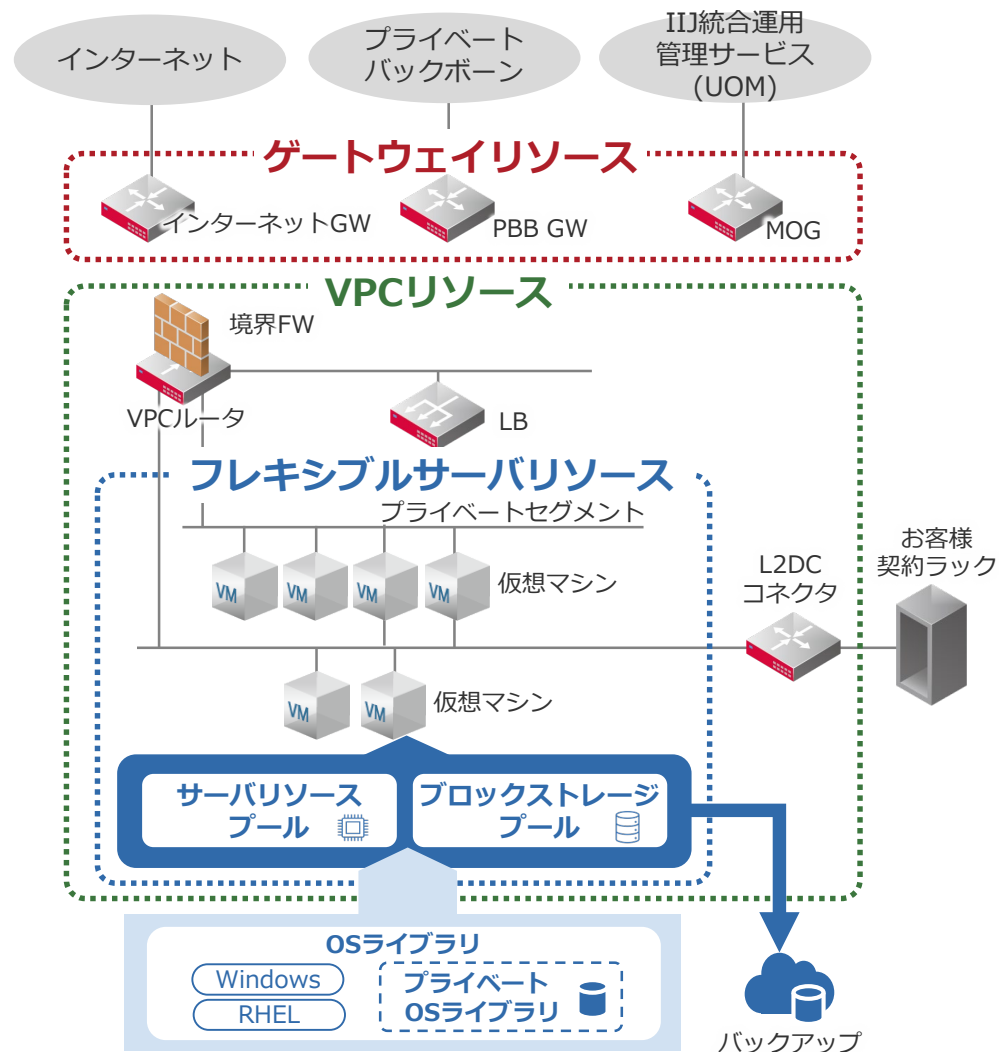 インターネット
プライベート
バックボーン
IIJ統合運用
管理サービス
(UOM)
ゲートウェイリソース
インターネットGW
PBB GW
MOG
VPCリソース
境界FW
VPCルータ
LB
フレキシブルサーバリソース
プライベートセグメント
VM
VM
VM
VM
仮想マシン
L2DC
コネクタ
お客様
契約ラック
VM
VM
仮想マシン
サーバリソース
プール
ブロックストレージ
プール
OSライブラリ
Windows
RHEL
プライベート
OSライブラリ
バックアップ